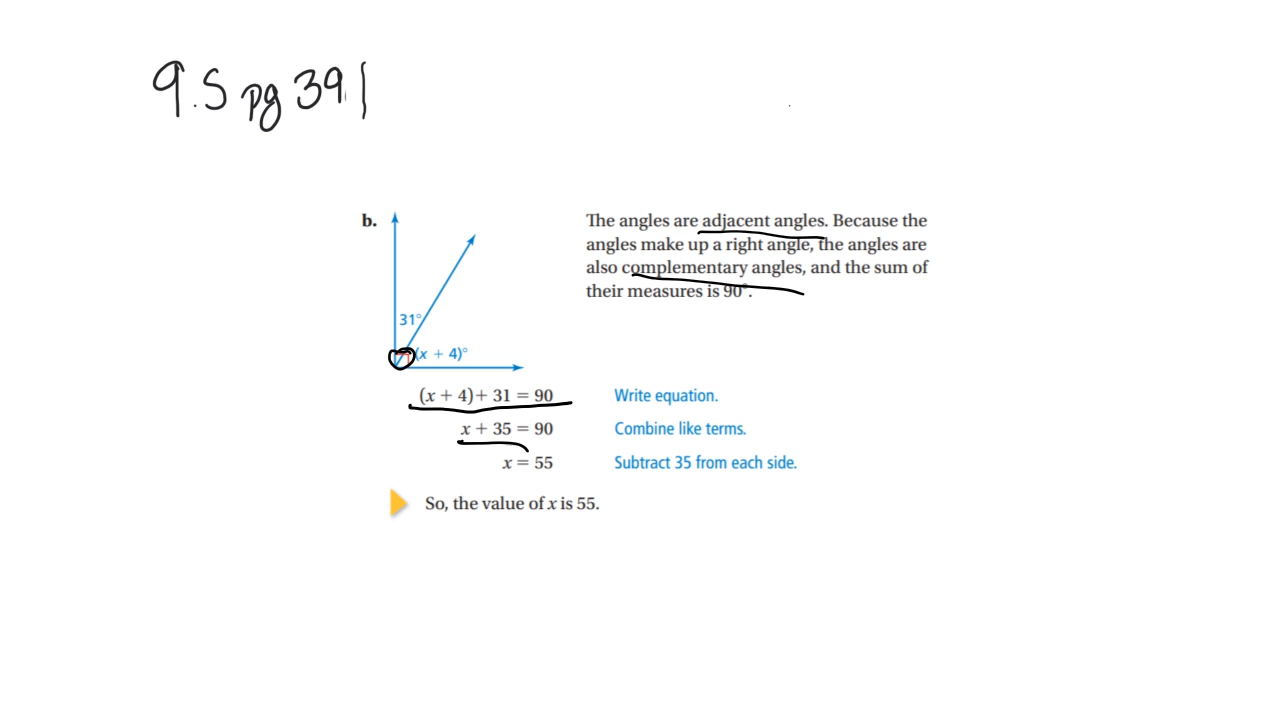 9.5 pg 391
b.
The angles are adjacent angles. Because the
angles make up a right angle, the angles are
also complementary angles, and the sum of
their measures is 90°.
31°
(x + 4)°
(x + 4) + 31 = 90 Write equation.
x + 35 = 90 Combine like terms.
x = 55 Subtract 35 from each side.
So, the value of x is 55.